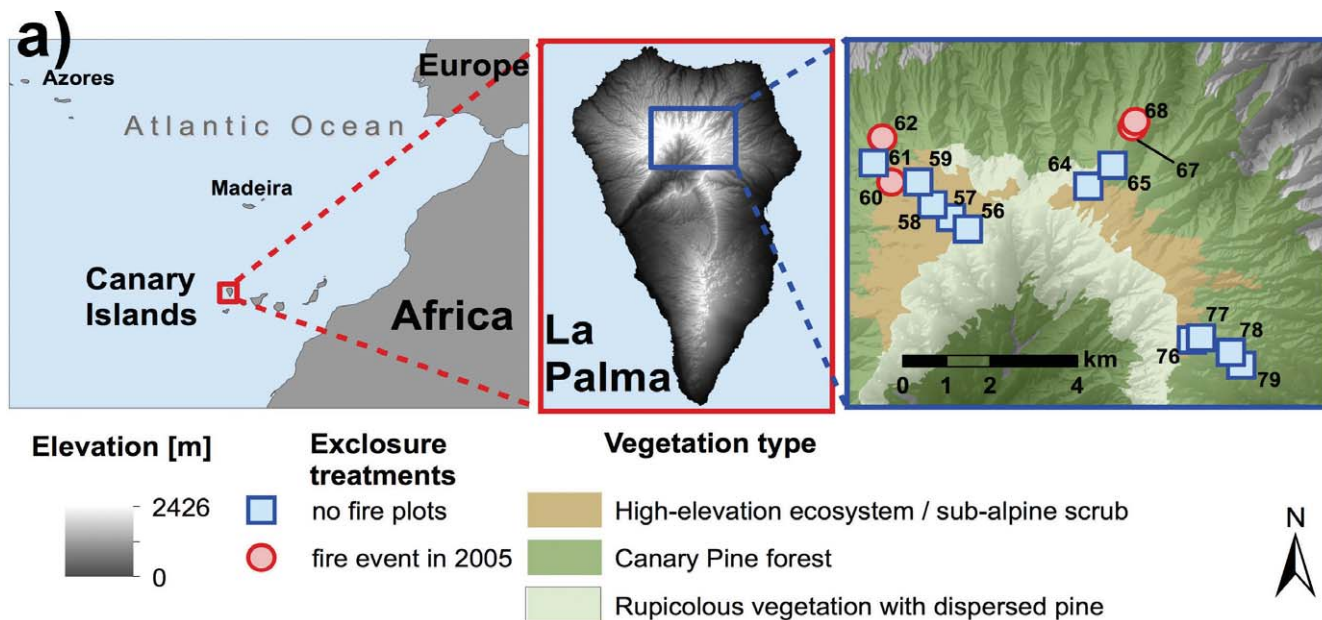 a)
Azores
Europe
Atlantic Ocean
Madeira
Canary
Islands
Africa
La
Palma
62
68
61
59
64
67
65
60
57
56
58
77
78
76
79
km
0 1 2 4
Elevation [m]
2426
0
Exclosure
treatments
no fire plots
fire event in 2005
Vegetation type
High-elevation ecosystem / sub-alpine scrub
Canary Pine forest
Rupicolous vegetation with dispersed pine
N